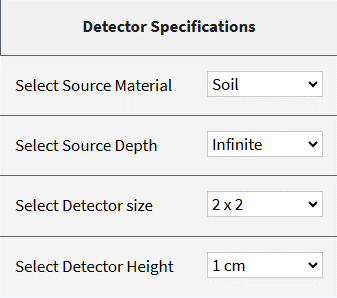 Detector Specifications
Select Source Material Soil
Select Source Depth Infinite
Select Detector size 2 x 2
Select Detector Height 1 cm